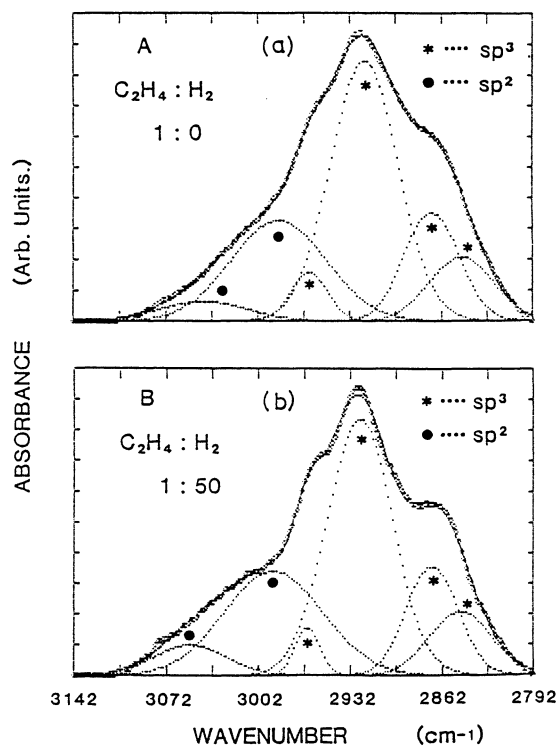 A (a) * ···· sp³
● ···· sp²
C₂H₄ : H₂
1 : 0
B (b) * ···· sp³
● ···· sp²
C₂H₄ : H₂
1 : 50
ABSORBANCE (Arb. Units.)
3142 3072 3002 2932 2862 2792
WAVENUMBER (cm⁻¹)